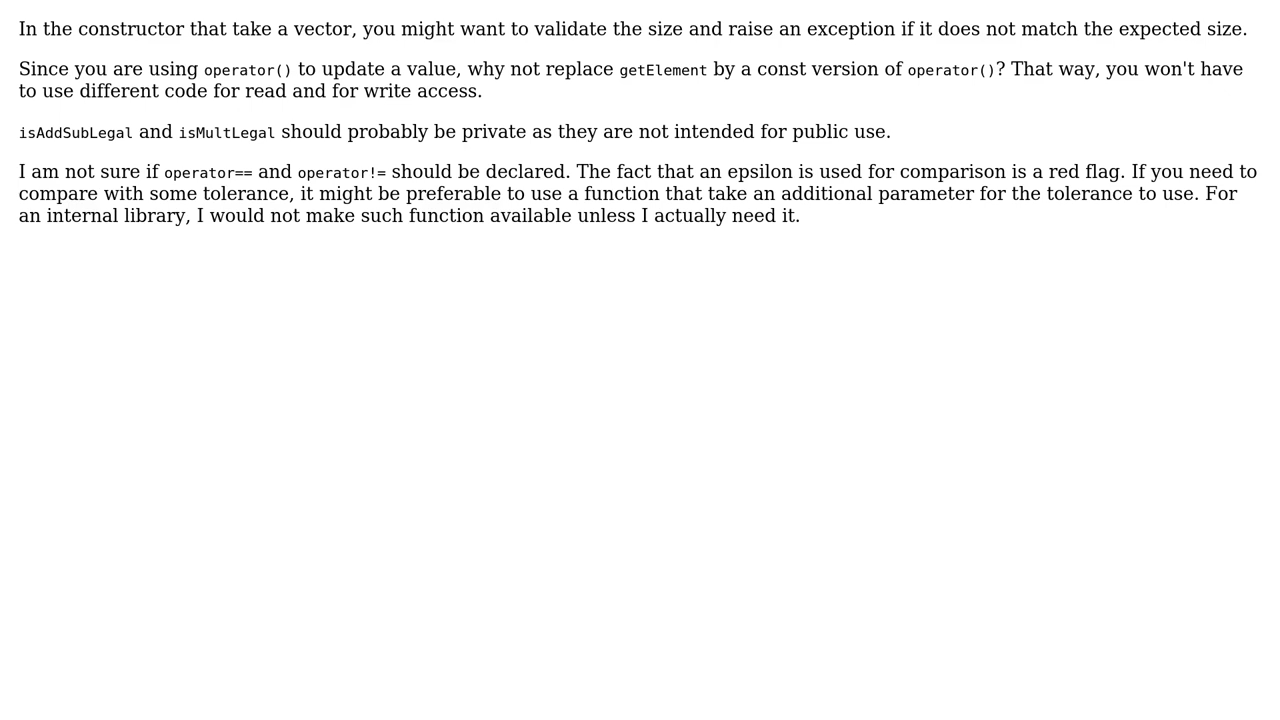 In the constructor that take a vector, you might want to validate the size and raise an exception if it does not match the expected size.
Since you are using operator() to update a value, why not replace getElement by a const version of operator()? That way, you won't have
to use different code for read and for write access.
isAddSubLegal and isMultLegal should probably be private as they are not intended for public use.
I am not sure if operator== and operator!= should be declared. The fact that an epsilon is used for comparison is a red flag. If you need to
compare with some tolerance, it might be preferable to use a function that take an additional parameter for the tolerance to use. For
an internal library, I would not make such function available unless I actually need it.